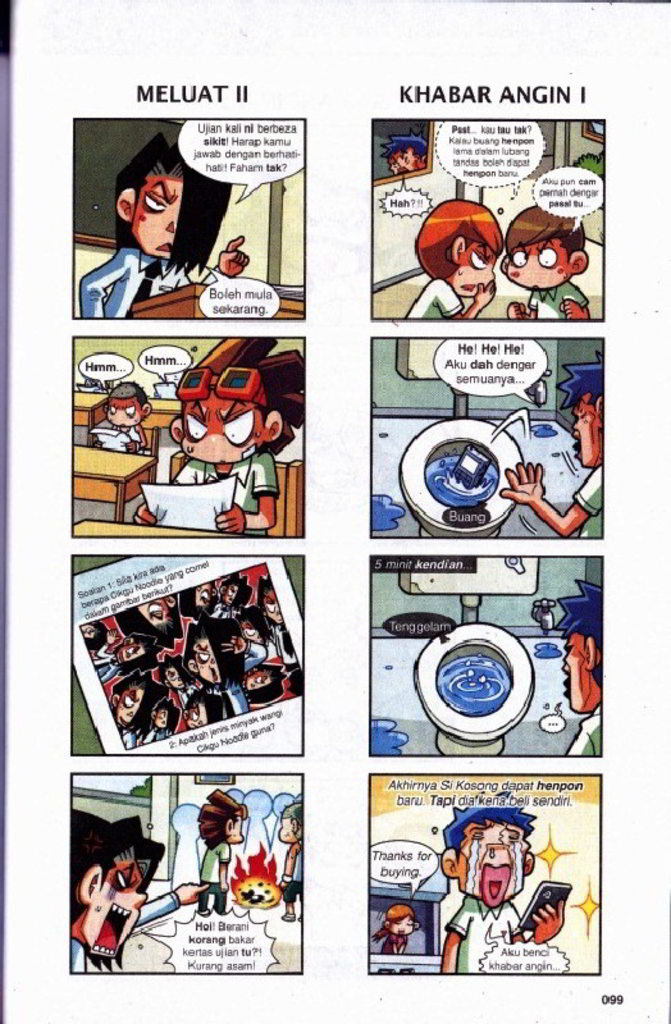 MELUAT II
Ujian kali ni berbeza
sikit! Harap kamu
jawab dengan berhati-
hati! Faham tak?
Boleh mula
sekarang.
Hmm...
Hmm...
Soalan 1: Sila kira ada
berapa Cikgu Noodle yang comel
dalam gambar berikut?
2: Apakah jenis minyak wangi
Cikgu Noodle guna?
Hoi! Berani
korang bakar
kertas ujian tu?!
Kurang asam!
KHABAR ANGIN I
Psst... kau tau tak?
Kalau buang henpon
lama dalam lubang
tandas boleh dapat
henpon baru.
Hah?!!
Aku pun cam
pernah dengar
pasal tu...
He! He! He!
Aku dah dengar
semuanya...
Buang
5 minit kendian...
Tenggelam
...
Akhirnya Si Kosong dapat henpon
baru. Tapi dia kena beli sendiri.
Thanks for
buying.
Aku benci
khabar angin...
099